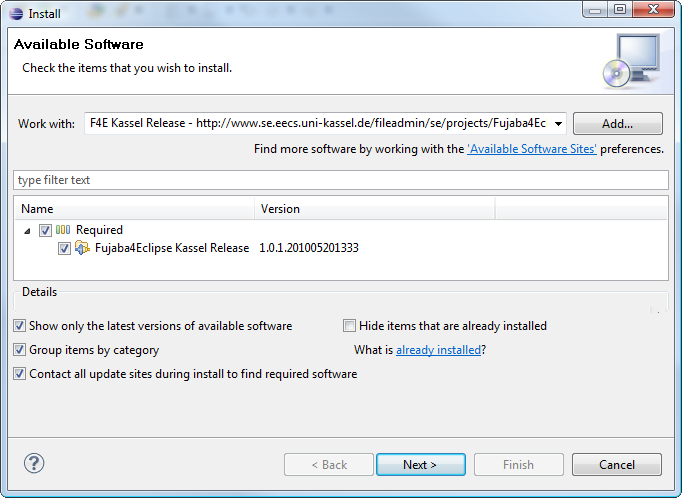 Install
Available Software
Check the items that you wish to install.
Work with: F4E Kassel Release - http://www.se.eecs.uni-kassel.de/fileadmin/se/projects/Fujaba4Ec Add...
Find more software by working with the 'Available Software Sites' preferences.
type filter text
Name Version
Required
Fujaba4Eclipse Kassel Release 1.0.1.201005201333
Details
Show only the latest versions of available software Hide items that are already installed
Group items by category What is already installed?
Contact all update sites during install to find required software
? < Back Next > Finish Cancel